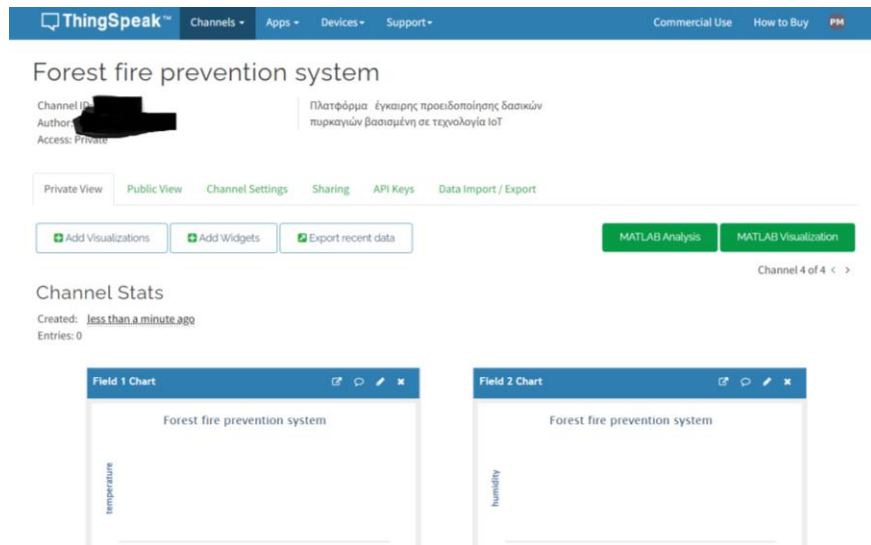 ThingSpeak™ Channels Apps Devices Support Commercial Use How to Buy PM
Forest fire prevention system
Channel ID
Author:
Access: Private
Πλατφόρμα έγκαιρης προειδοποίησης δασικών
πυρκαγιών βασισμένη σε τεχνολογία IoT
Private View Public View Channel Settings Sharing API Keys Data Import / Export
Add Visualizations Add Widgets Export recent data MATLAB Analysis MATLAB Visualization
Channel 4 of 4 < >
Channel Stats
Created: less than a minute ago
Entries: 0
Field 1 Chart
Forest fire prevention system
temperature
Field 2 Chart
Forest fire prevention system
humidity